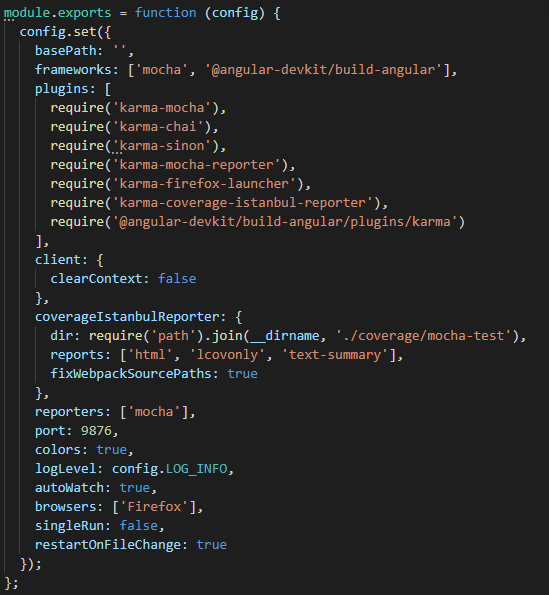 module.exports = function (config) {
  config.set({
    basePath: '',
    frameworks: ['mocha', '@angular-devkit/build-angular'],
    plugins: [
      require('karma-mocha'),
      require('karma-chai'),
      require('karma-sinon'),
      require('karma-mocha-reporter'),
      require('karma-firefox-launcher'),
      require('karma-coverage-istanbul-reporter'),
      require('@angular-devkit/build-angular/plugins/karma')
    ],
    client: {
      clearContext: false
    },
    coverageIstanbulReporter: {
      dir: require('path').join(__dirname, './coverage/mocha-test'),
      reports: ['html', 'lcovonly', 'text-summary'],
      fixWebpackSourcePaths: true
    },
    reporters: ['mocha'],
    port: 9876,
    colors: true,
    logLevel: config.LOG_INFO,
    autoWatch: true,
    browsers: ['Firefox'],
    singleRun: false,
    restartOnFileChange: true
  });
};